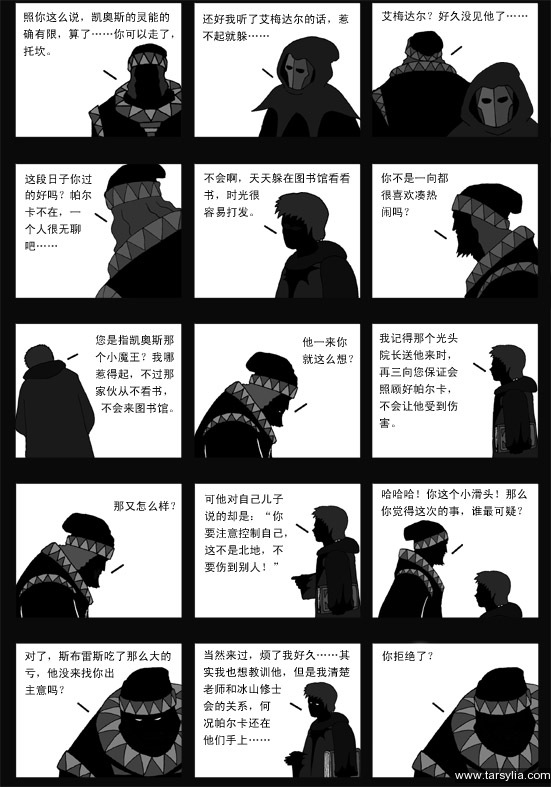 照你这么说，凯奥斯的灵能的
确有限，算了……你可以走了，
托坎。
还好我听了艾梅达尔的话，惹
不起就躲……
艾梅达尔？好久没见他了……
这段日子你过
的好吗？帕尔
卡不在，一
个人很无聊
吧……
不会啊，天天躲在图书馆看看
书，时光很
容易打发。
你不是一向都
很喜欢凑热
闹吗？
您是指凯奥斯那
个小魔王？我哪
惹得起，不过那
家伙从不看书，
不会来图书馆。
他一来你
就这么想？
我记得那个光头
院长送他来时，
再三向您保证会
照顾好帕尔卡，
不会让他受到伤
害。
那又怎么样？
可他对自己儿子
说的却是：“你
要注意控制自己，
这不是北地，不
要伤到别人！”
哈哈哈！你这个小滑头！那么
你觉得这次的事，谁最可疑？
对了，斯布雷斯吃了那么大的
亏，他没来找你出
主意吗？
当然来过，烦了我好久……其
实我也想教训他，但是我清楚
老师和冰山修士
会的关系，何
况帕尔卡还在
他们手上……
你拒绝了？
www.tarsylia.com